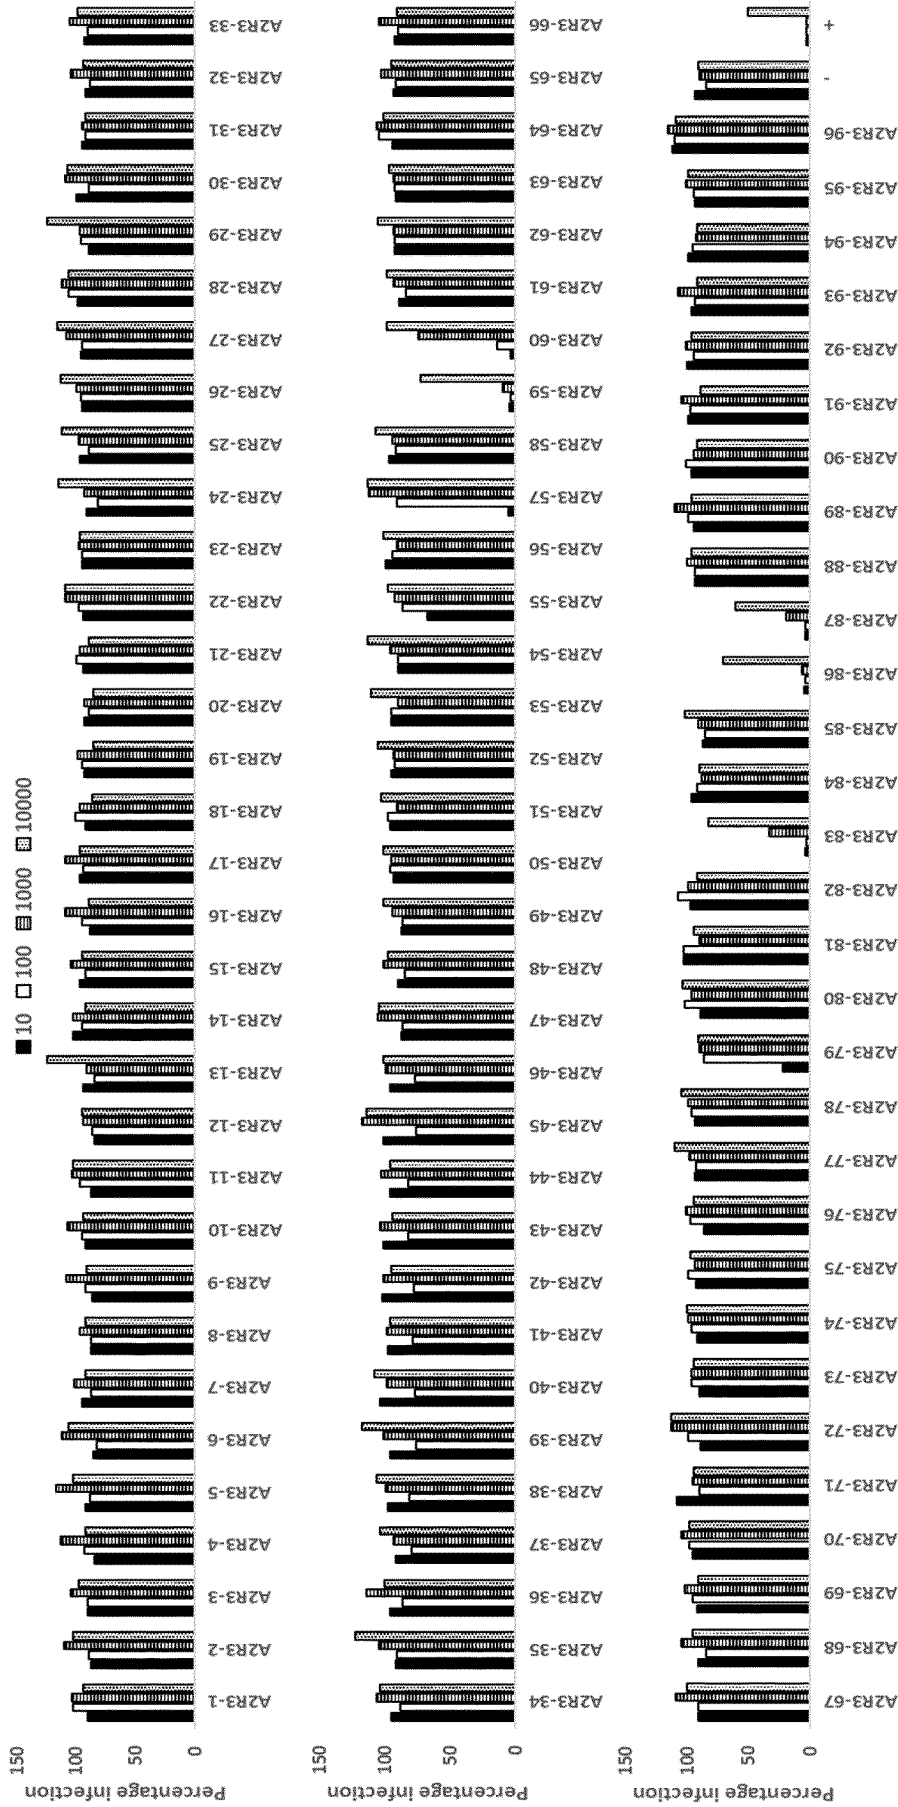 10 100 1000 10000
Percentage infection
150
100
50
0
A2R3-1
A2R3-2
A2R3-3
A2R3-4
A2R3-5
A2R3-6
A2R3-7
A2R3-8
A2R3-9
A2R3-10
A2R3-11
A2R3-12
A2R3-13
A2R3-14
A2R3-15
A2R3-16
A2R3-17
A2R3-18
A2R3-19
A2R3-20
A2R3-21
A2R3-22
A2R3-23
A2R3-24
A2R3-25
A2R3-26
A2R3-27
A2R3-28
A2R3-29
A2R3-30
A2R3-31
A2R3-32
A2R3-33
Percentage infection
150
100
50
0
A2R3-34
A2R3-35
A2R3-36
A2R3-37
A2R3-38
A2R3-39
A2R3-40
A2R3-41
A2R3-42
A2R3-43
A2R3-44
A2R3-45
A2R3-46
A2R3-47
A2R3-48
A2R3-49
A2R3-50
A2R3-51
A2R3-52
A2R3-53
A2R3-54
A2R3-55
A2R3-56
A2R3-57
A2R3-58
A2R3-59
A2R3-60
A2R3-61
A2R3-62
A2R3-63
A2R3-64
A2R3-65
A2R3-66
Percentage infection
150
100
50
0
A2R3-67
A2R3-68
A2R3-69
A2R3-70
A2R3-71
A2R3-72
A2R3-73
A2R3-74
A2R3-75
A2R3-76
A2R3-77
A2R3-78
A2R3-79
A2R3-80
A2R3-81
A2R3-82
A2R3-83
A2R3-84
A2R3-85
A2R3-86
A2R3-87
A2R3-88
A2R3-89
A2R3-90
A2R3-91
A2R3-92
A2R3-93
A2R3-94
A2R3-95
A2R3-96
-
+